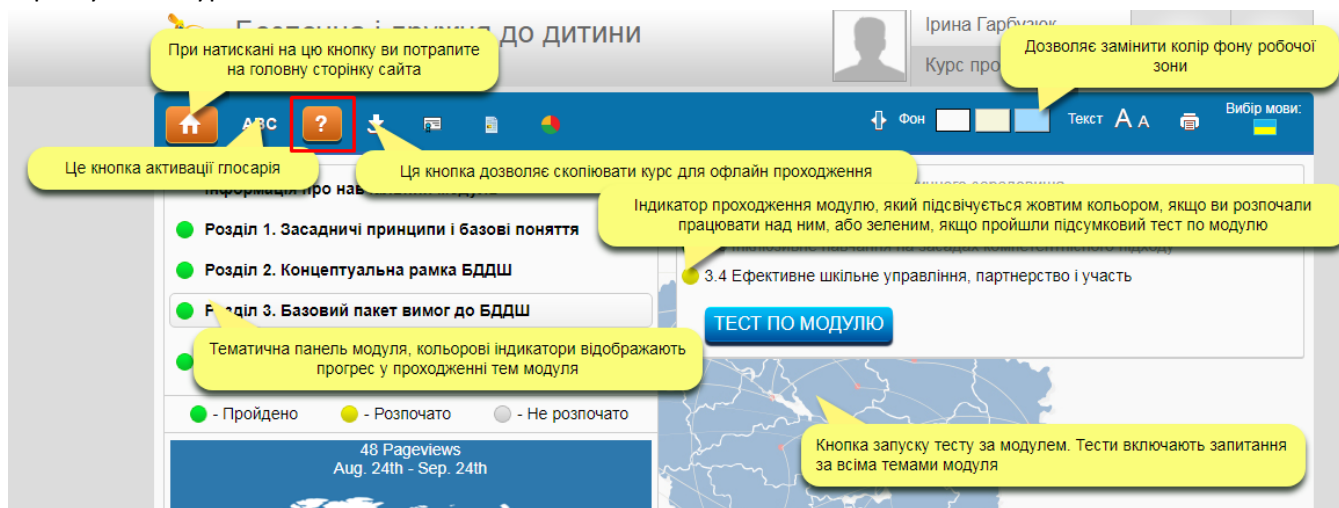 до дитини
Ірина Гарбузюк
Курс про
При натискані на цю кнопку ви потрапите
на головну сторінку сайта
Дозволяє замінити колір фону робочої
зони
ABC
?
Фон
Текст A A
Вибір мови:
Це кнопка активації глосарія
Ця кнопка дозволяє скопіювати курс для офлайн проходження
Індикатор проходження модулю, який підсвічується жовтим кольором, якщо ви розпочали
працювати над ним, або зеленим, якщо пройшли підсумковий тест по модулю
Розділ 1. Засадничі принципи і базові поняття
Розділ 2. Концептуальна рамка БДДШ
3.4 Ефективне шкільне управління, партнерство і участь
Розділ 3. Базовий пакет вимог до БДДШ
ТЕСТ ПО МОДУЛЮ
Тематична панель модуля, кольорові індикатори відображають
прогрес у проходженні тем модуля
- Пройдено - Розпочато - Не розпочато
Кнопка запуску тесту за модулем. Тести включають запитання
за всіма темами модуля
48 Pageviews
Aug. 24th - Sep. 24th